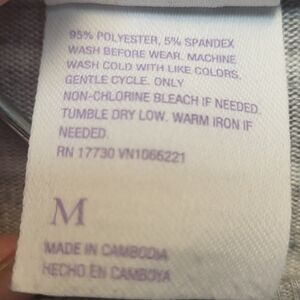 95% POLYESTER, 5% SPANDEX
WASH BEFORE WEAR. MACHINE
WASH COLD WITH LIKE COLORS,
GENTLE CYCLE. ONLY
NON-CHLORINE BLEACH IF NEEDED.
TUMBLE DRY LOW. WARM IRON IF
NEEDED.
RN 17730 VN1066221
M
MADE IN CAMBODIA
HECHO EN CAMBOYA